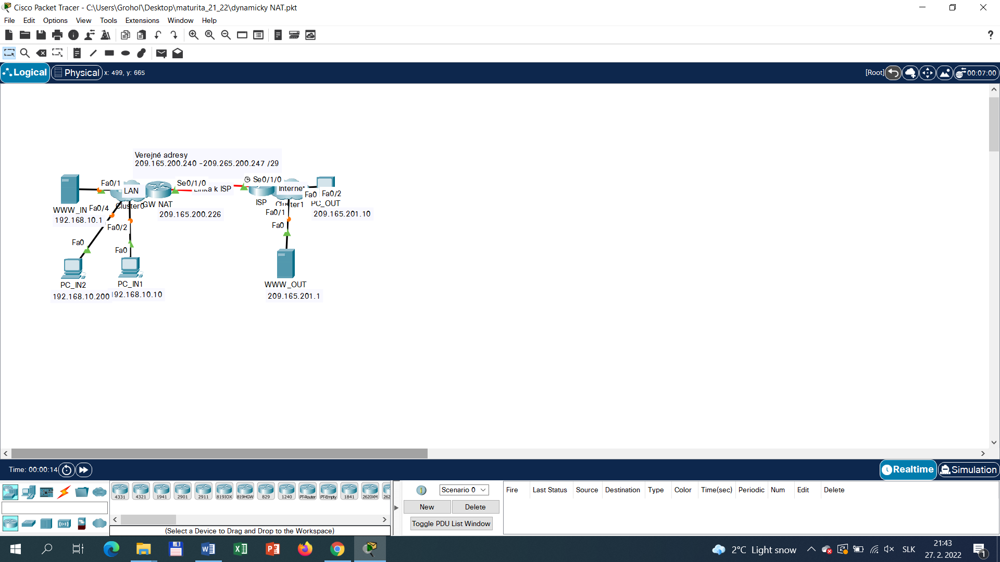 Cisco Packet Tracer - C:\Users\Grohol'\Desktop\maturita_21_22\dynamicky NAT.pkt
File Edit Options View Tools Extensions Window Help
Logical Physical x: 499, y: 665
[Root] 00:07:00
Verejné adresy
209.165.200.240 -209.265.200.247 /29
Fa0/1
LAN
Se0/1/0
Linka k ISP
Se0/1/0
Internet
Fa0
Fa0/2
WWW_IN
Fa0/4
Cluster0
GW NAT
ISP
Cluster1
PC_OUT
192.168.10.1
209.165.200.226
Fa0/1
209.165.201.10
Fa0/2
Fa0
Fa0
Fa0
PC_IN2
PC_IN1
WWW_OUT
192.168.10.200
192.168.10.10
209.165.201.1
Time: 00:00:14
Realtime Simulation
4331 4321 1941 2901 2911 819IOX 819HGW 829 1240 PT-Router PT-Empty 1841 2620XM 262
(Select a Device to Drag and Drop to the Workspace)
Scenario 0
New Delete
Toggle PDU List Window
Fire Last Status Source Destination Type Color Time(sec) Periodic Num Edit Delete
2°C Light snow
SLK
21:43
27. 2. 2022
1